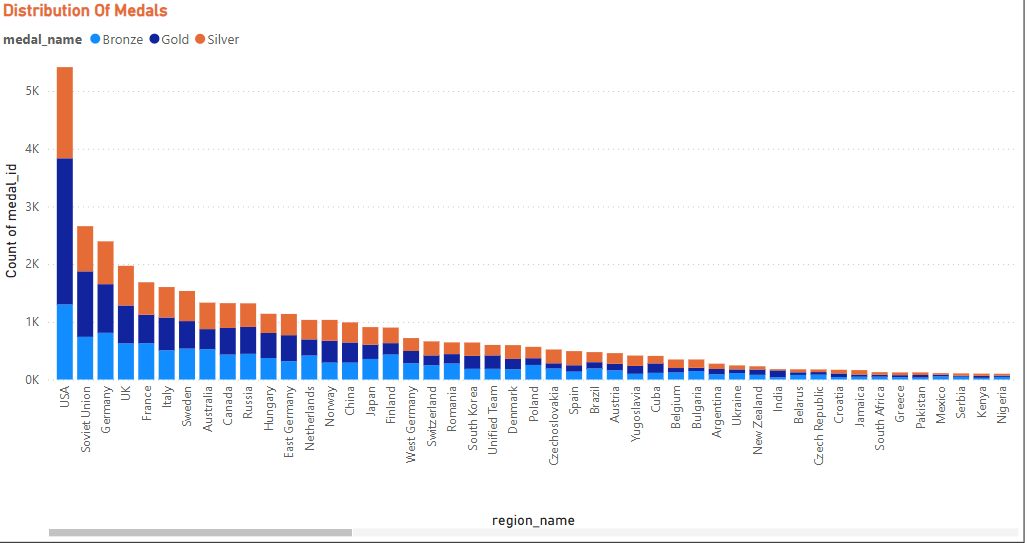 Distribution Of Medals
medal_name Bronze Gold Silver
Count of medal_id
5K
4K
3K
2K
1K
0K
USA
Soviet Union
Germany
UK
France
Italy
Sweden
Australia
Canada
Russia
Hungary
East Germany
Netherlands
Norway
China
Japan
Finland
West Germany
Switzerland
Romania
South Korea
Unified Team
Denmark
Poland
Czechoslovakia
Spain
Brazil
Austria
Yugoslavia
Cuba
Belgium
Bulgaria
Argentina
Ukraine
New Zealand
India
Belarus
Czech Republic
Croatia
Jamaica
South Africa
Greece
Pakistan
Mexico
Serbia
Kenya
Nigeria
region_name